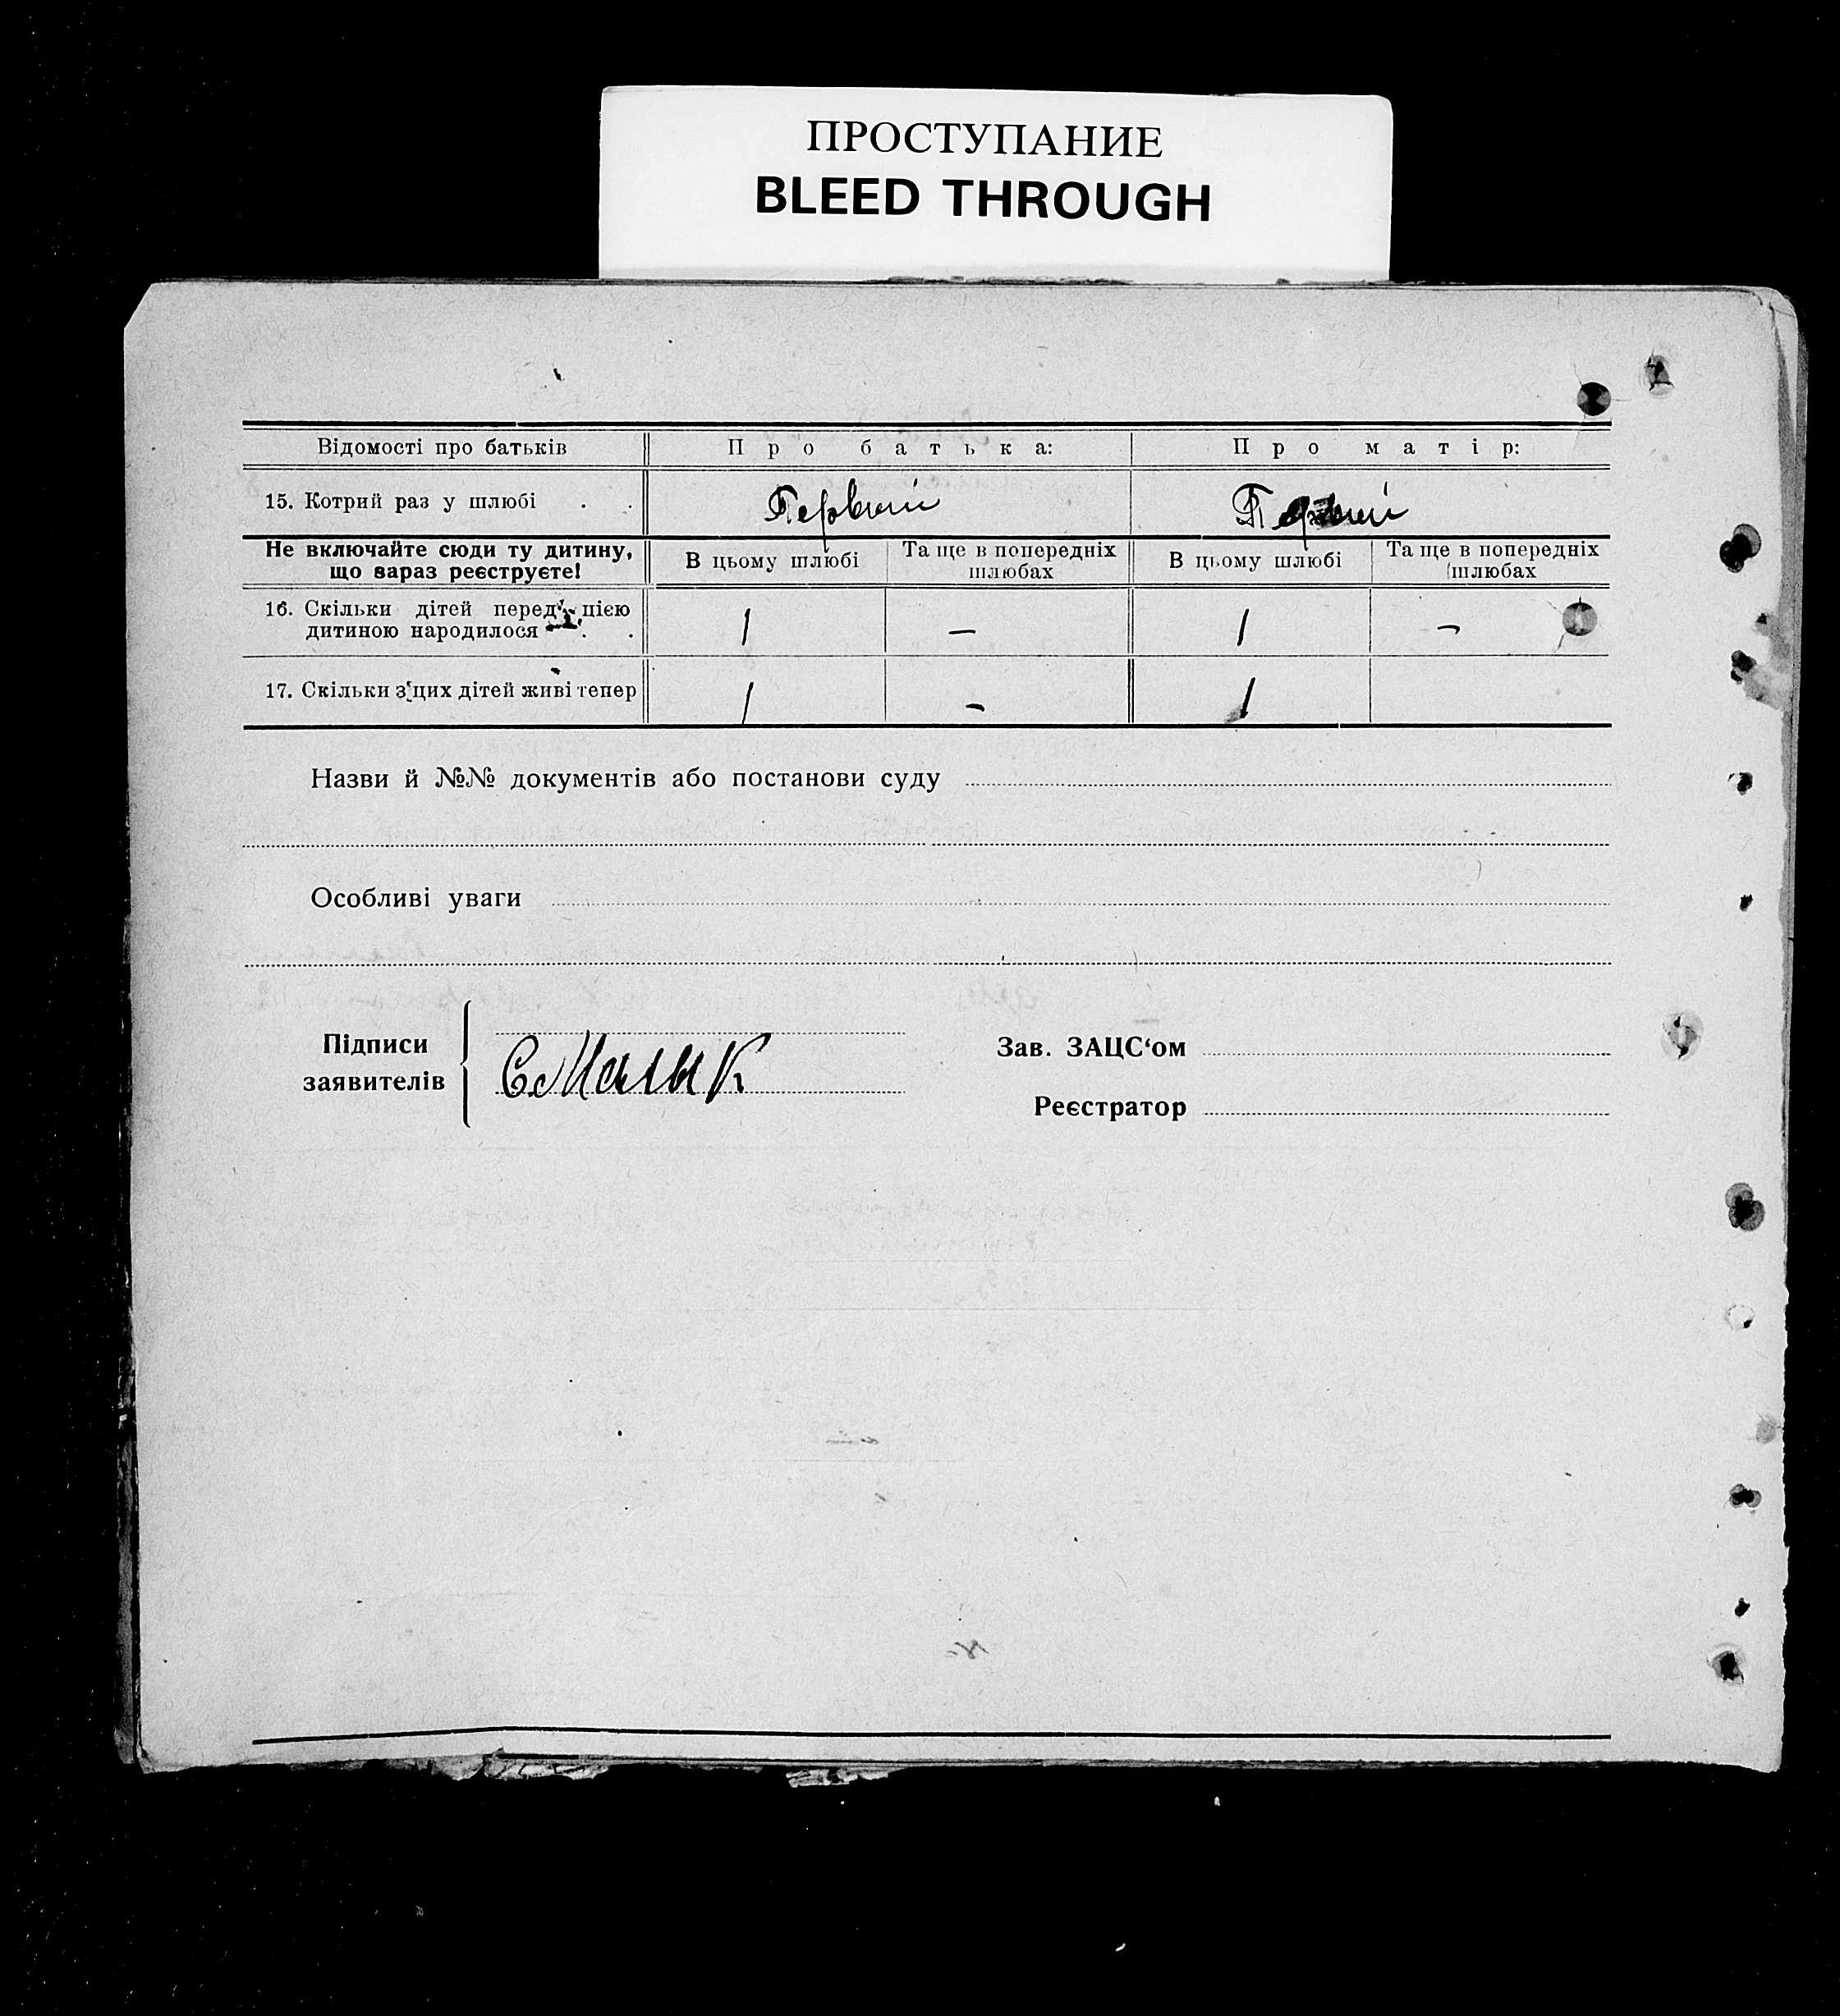 ПРОСТУПАНИЕ
BLEED THROUGH
Відомості про батьків Про батька: Про матір:
15. Котрий раз у шлюбі . . Первый Первый
Не включайте сюди ту дитину, що зараз реєструєте! В цьому шлюбі Та ще в попередніх шлюбах В цьому шлюбі Та ще в попередніх шлюбах
16. Скільки дітей перед цією дитиною народилося . . 1 — 1 —
17. Скільки з цих дітей живі тепер 1 - 1
Назви й №№ документів або постанови суду
Особливі уваги
Підписи заявителів СМалык
Зав. ЗАЦС‘ом
Реєстратор